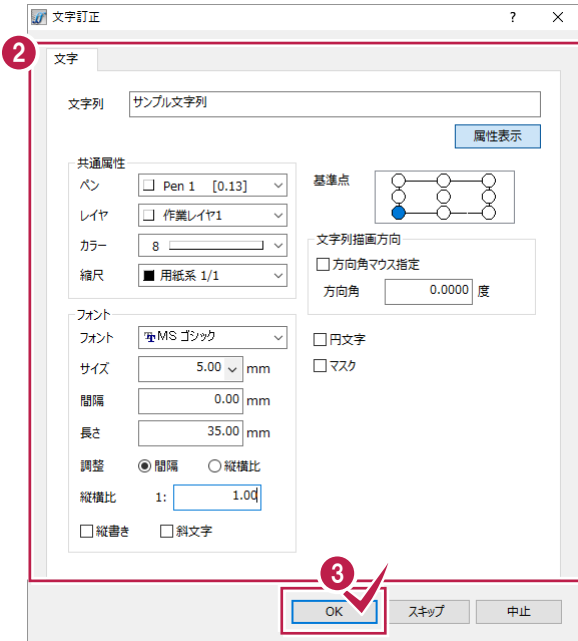 文字訂正 ?
2
文字
文字列 サンプル文字列
属性表示
共通属性
ペン Pen 1 [0.13]
レイヤ 作業レイヤ1
カラー 8
縮尺 用紙系 1/1
基準点
文字列描画方向
方向角マウス指定
方向角 0.0000 度
フォント
フォント MS ゴシック
サイズ 5.00 mm
間隔 0.00 mm
長さ 35.00 mm
調整 間隔 縦横比
縦横比 1: 1.00
縦書き 斜文字
円文字
マスク
3
OK スキップ 中止